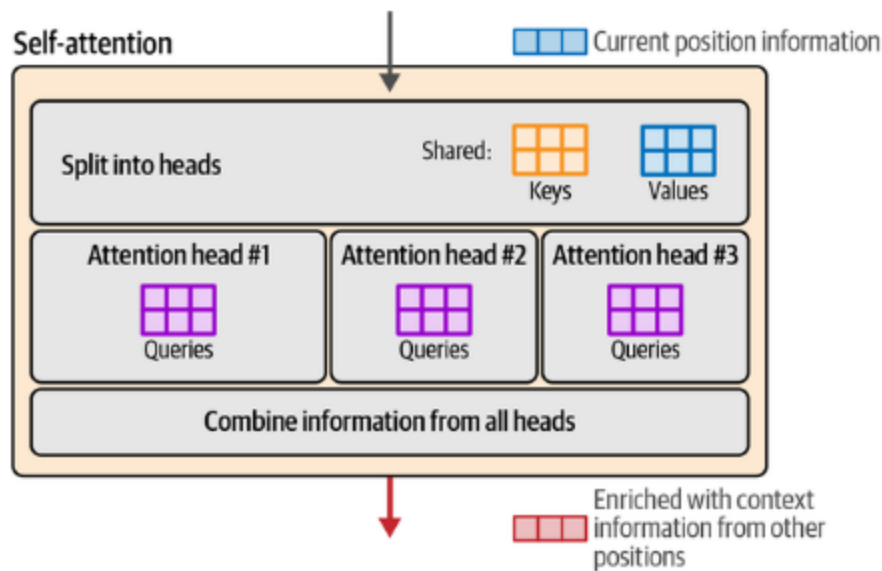 Self-attention
Current position information
Split into heads
Shared:
Keys
Values
Attention head #1
Attention head #2
Attention head #3
Queries
Queries
Queries
Combine information from all heads
Enriched with context
information from other
positions